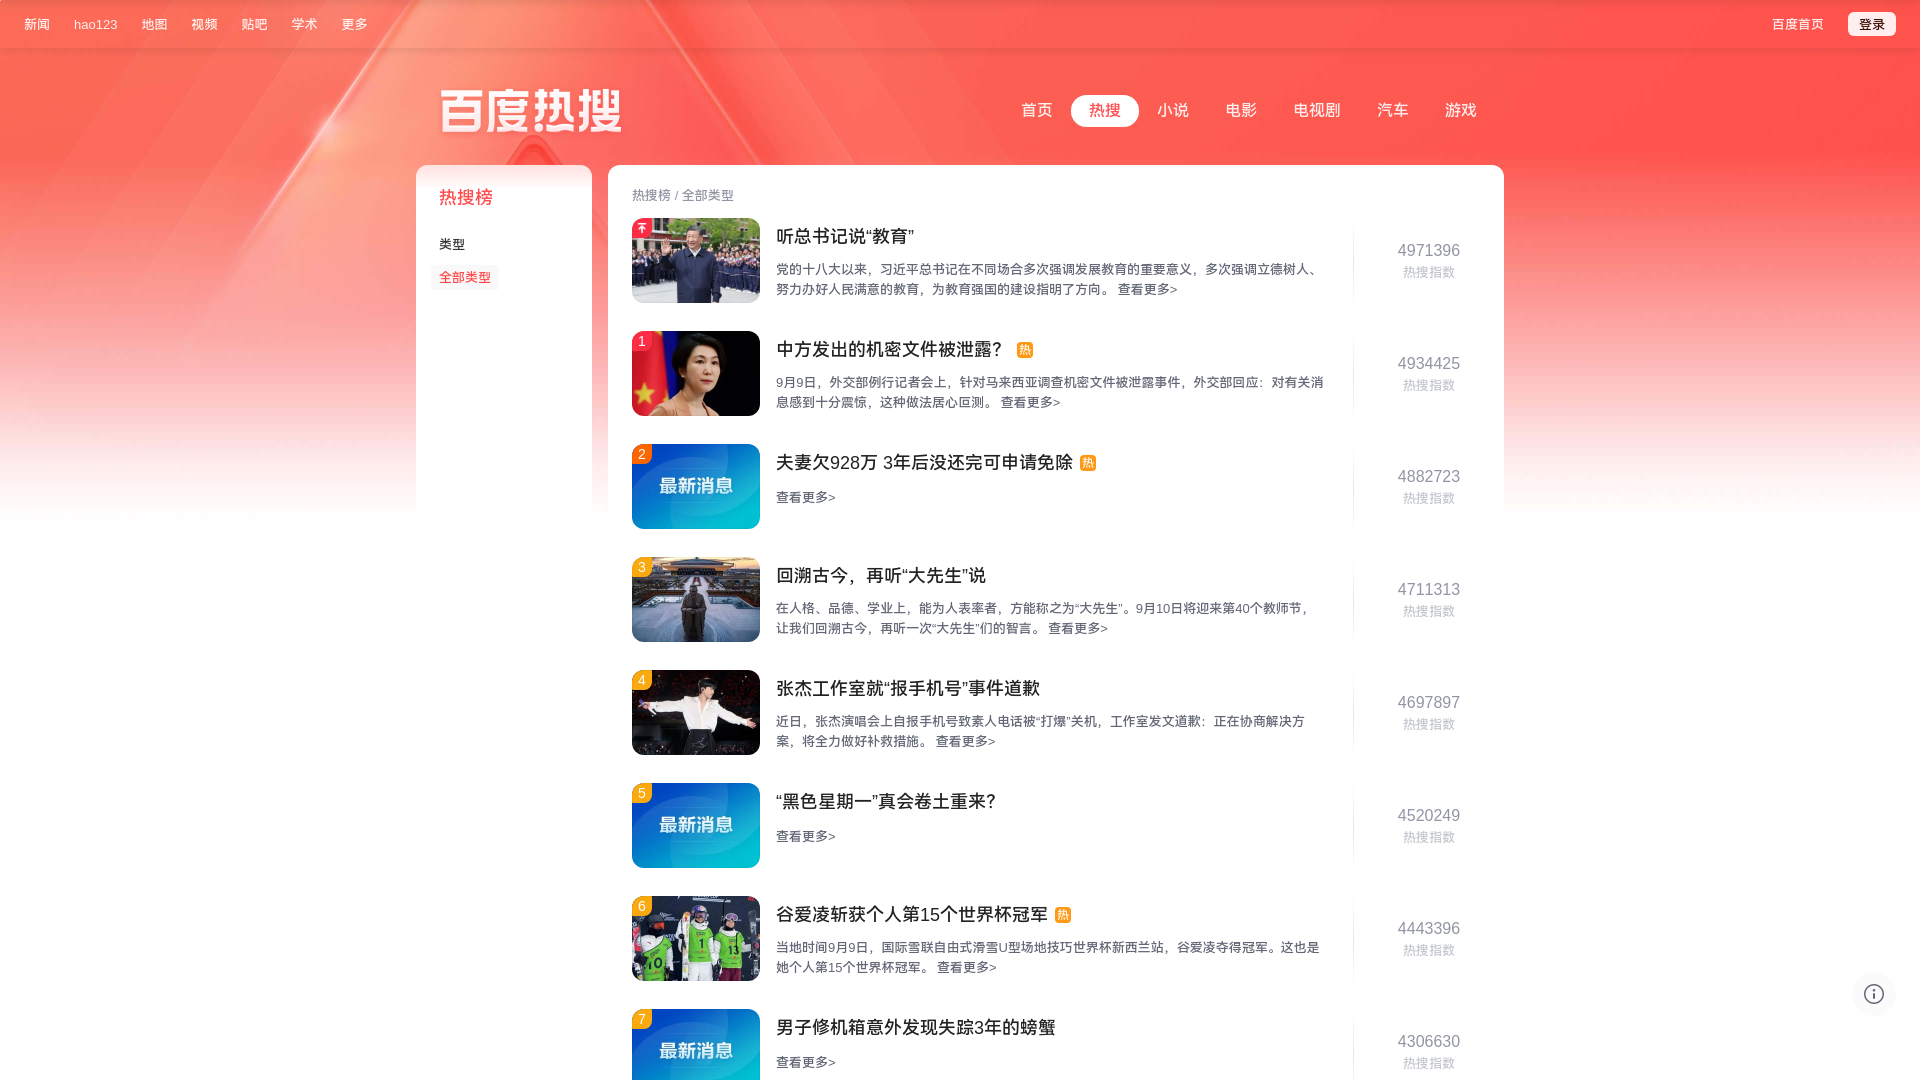 新闻 hao123 地图 视频 贴吧 学术 更多 百度首页 登录
百度热搜
首页 热搜 小说 电影 电视剧 汽车 游戏
热搜榜
类型
全部类型
热搜榜 / 全部类型
听总书记说“教育”
党的十八大以来，习近平总书记在不同场合多次强调发展教育的重要意义，多次强调立德树人、
努力办好人民满意的教育，为教育强国的建设指明了方向。 查看更多>
4971396
热搜指数
1
中方发出的机密文件被泄露？ 热
9月9日，外交部例行记者会上，针对马来西亚调查机密文件被泄露事件，外交部回应：对有关消
息感到十分震惊，这种做法居心叵测。 查看更多>
4934425
热搜指数
2
最新消息
夫妻欠928万 3年后没还完可申请免除 热
查看更多>
4882723
热搜指数
3
回溯古今，再听“大先生”说
在人格、品德、学业上，能为人表率者，方能称之为“大先生”。9月10日将迎来第40个教师节，
让我们回溯古今，再听一次“大先生”们的智言。 查看更多>
4711313
热搜指数
4
张杰工作室就“报手机号”事件道歉
近日，张杰演唱会上自报手机号致素人电话被“打爆”关机，工作室发文道歉：正在协商解决方
案，将全力做好补救措施。 查看更多>
4697897
热搜指数
5
最新消息
“黑色星期一”真会卷土重来？
查看更多>
4520249
热搜指数
6
10 1 13
谷爱凌斩获个人第15个世界杯冠军 热
当地时间9月9日，国际雪联自由式滑雪U型场地技巧世界杯新西兰站，谷爱凌夺得冠军。这也是
她个人第15个世界杯冠军。 查看更多>
4443396
热搜指数
7
最新消息
男子修机箱意外发现失踪3年的螃蟹
查看更多>
4306630
热搜指数